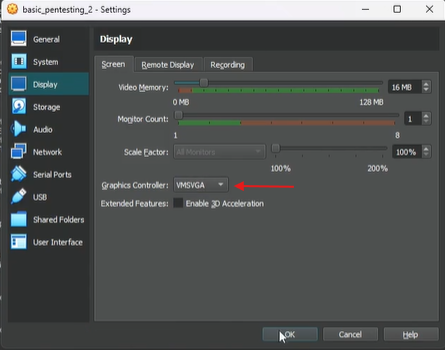 basic_pentesting_2 - Settings
General
System
Display
Storage
Audio
Network
Serial Ports
USB
Shared Folders
User Interface
Display
Screen Remote Display Recording
Video Memory: 16 MB
0 MB 128 MB
Monitor Count: 1
1 8
Scale Factor: All Monitors 100%
100% 200%
Graphics Controller: VMSVGA
Extended Features: Enable 3D Acceleration
OK Cancel Help